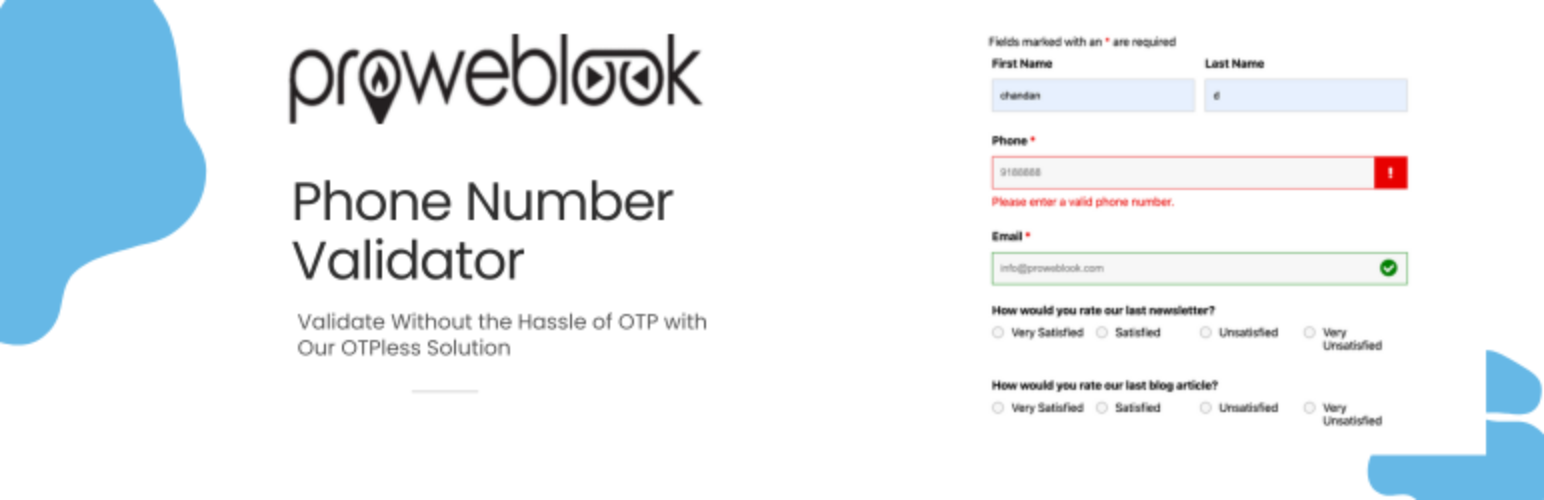 proweblook
Phone Number
Validator
Validate Without the Hassle of OTP with
Our OTPless Solution
Fields marked with an * are required
First Name Last Name
chandan d
Phone *
9188888
!
Please enter a valid phone number.
Email *
info@proweblook.com
How would you rate our last newsletter?
Very Satisfied Satisfied Unsatisfied Very
Unsatisfied
How would you rate our last blog article?
Very Satisfied Satisfied Unsatisfied Very
Unsatisfied